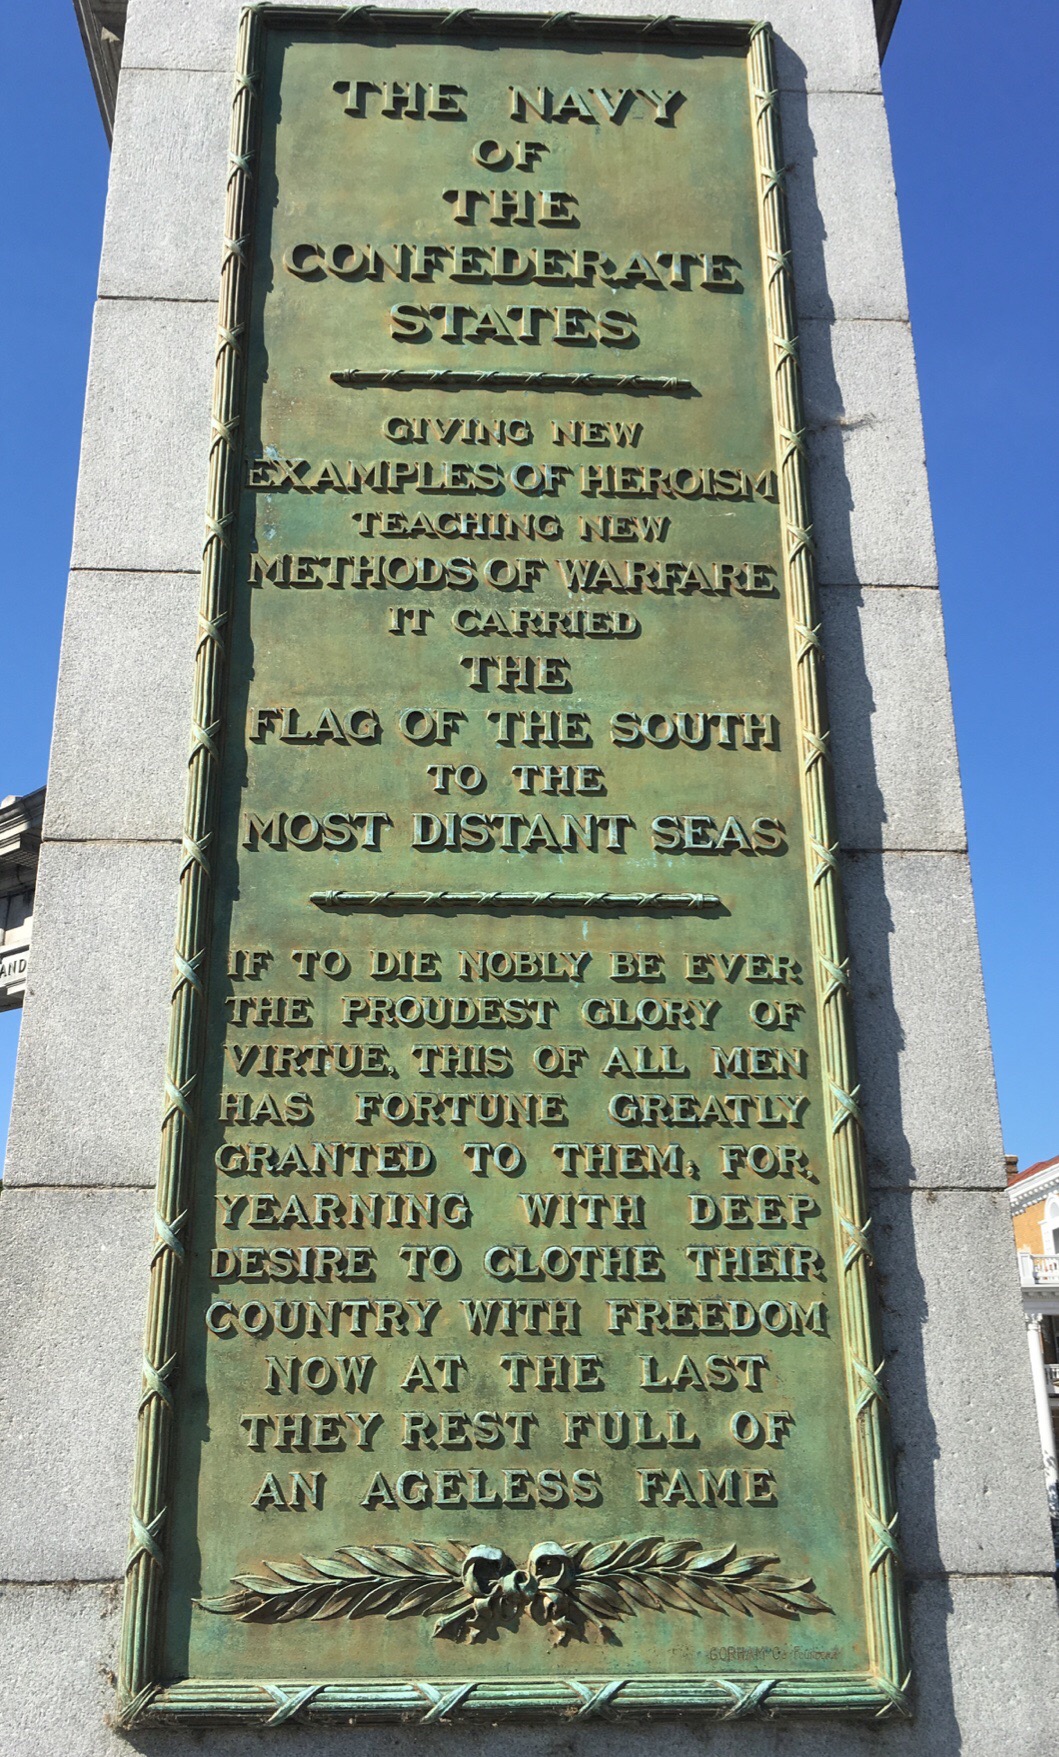 THE NAVY
OF
THE
CONFEDERATE
STATES
GIVING NEW
EXAMPLES OF HEROISM
TEACHING NEW
METHODS OF WARFARE
IT CARRIED
THE
FLAG OF THE SOUTH
TO THE
MOST DISTANT SEAS
IF TO DIE NOBLY BE EVER
THE PROUDEST GLORY OF
VIRTUE, THIS OF ALL MEN
HAS FORTUNE GREATLY
GRANTED TO THEM; FOR,
YEARNING WITH DEEP
DESIRE TO CLOTHE THEIR
COUNTRY WITH FREEDOM
NOW AT THE LAST
THEY REST FULL OF
AN AGELESS FAME
GORHAM Co
AND